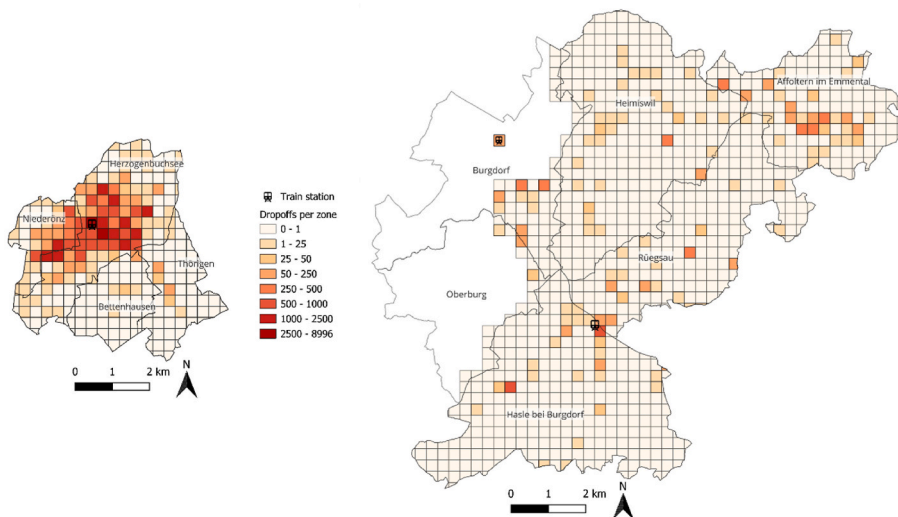 Herzogenbuchsee
Niederönz
Thörigen
Bettenhausen
0 1 2 km
N
Train station
Dropoffs per zone
0 - 1
1 - 25
25 - 50
50 - 250
250 - 500
500 - 1000
1000 - 2500
2500 - 8996
Affoltern im Emmental
Heimiswil
Burgdorf
Rüegsau
Oberburg
Hasle bei Burgdorf
0 1 2 km
N